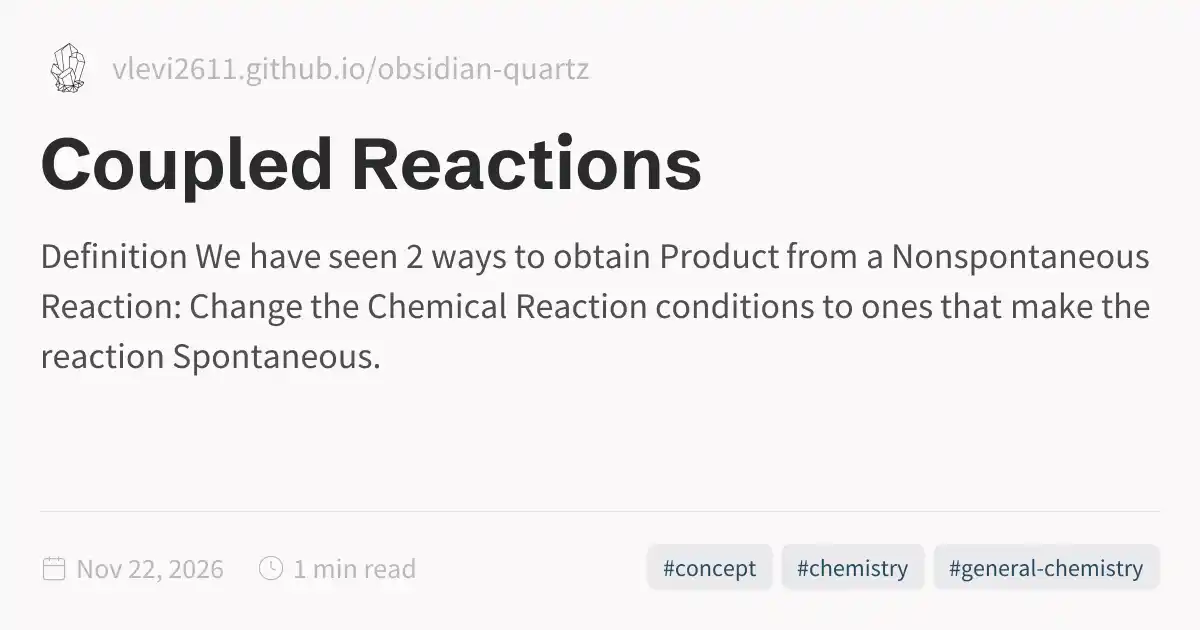 vlevi2611.github.io/obsidian-quartz
Coupled Reactions
Definition We have seen 2 ways to obtain Product from a Nonspontaneous
Reaction: Change the Chemical Reaction conditions to ones that make the
reaction Spontaneous.
Nov 22, 2026 1 min read #concept #chemistry #general-chemistry